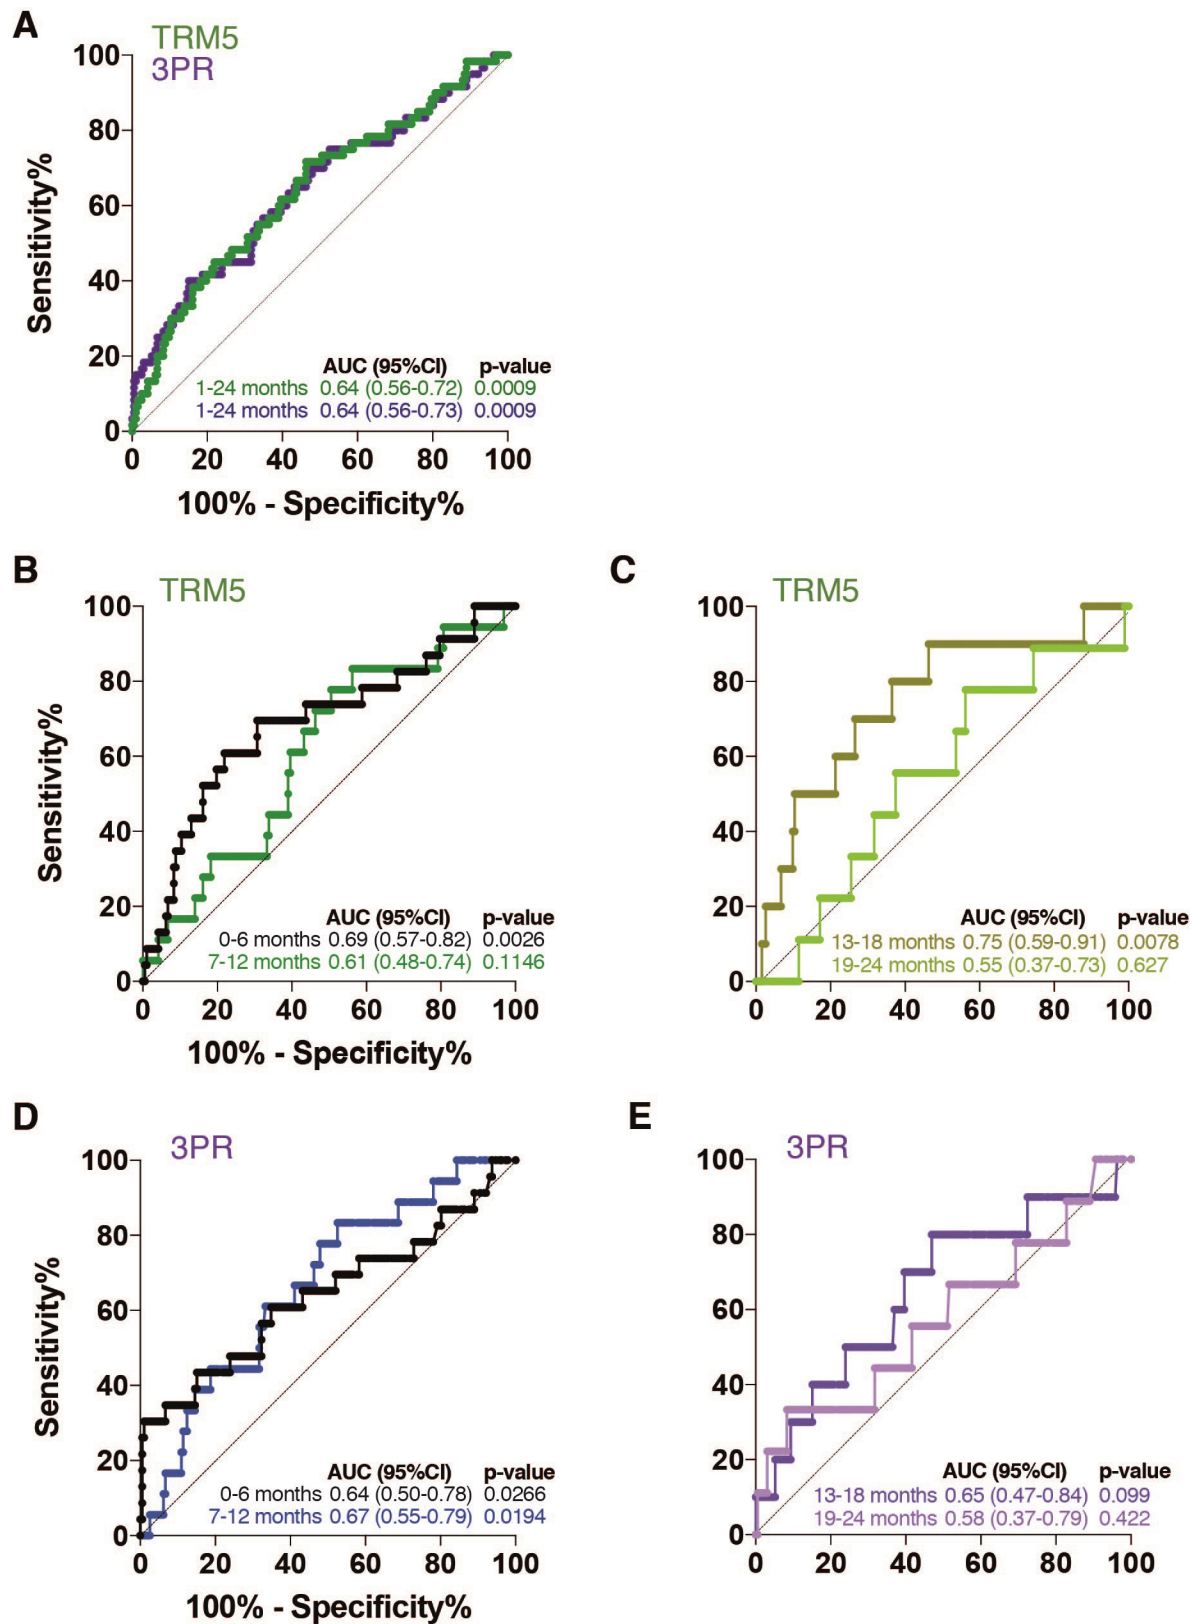 A
TRM5
3PR
100
80
60
40
20
0
Sensitivity%
AUC (95%CI) p-value
1-24 months 0.64 (0.56-0.72) 0.0009
1-24 months 0.64 (0.56-0.73) 0.0009
0 20 40 60 80 100
100% - Specificity%
B
TRM5
100
80
60
40
20
0
Sensitivity%
AUC (95%CI) p-value
0-6 months 0.69 (0.57-0.82) 0.0026
7-12 months 0.61 (0.48-0.74) 0.1146
0 20 40 60 80 100
100% - Specificity%
C
TRM5
100
80
60
40
20
0
AUC (95%CI) p-value
13-18 months 0.75 (0.59-0.91) 0.0078
19-24 months 0.55 (0.37-0.73) 0.627
0 20 40 60 80 100
D
3PR
100
80
60
40
20
0
Sensitivity%
AUC (95%CI) p-value
0-6 months 0.64 (0.50-0.78) 0.0266
7-12 months 0.67 (0.55-0.79) 0.0194
0 20 40 60 80 100
100% - Specificity%
E
3PR
100
80
60
40
20
0
AUC (95%CI) p-value
13-18 months 0.65 (0.47-0.84) 0.099
19-24 months 0.58 (0.37-0.79) 0.422
0 20 40 60 80 100